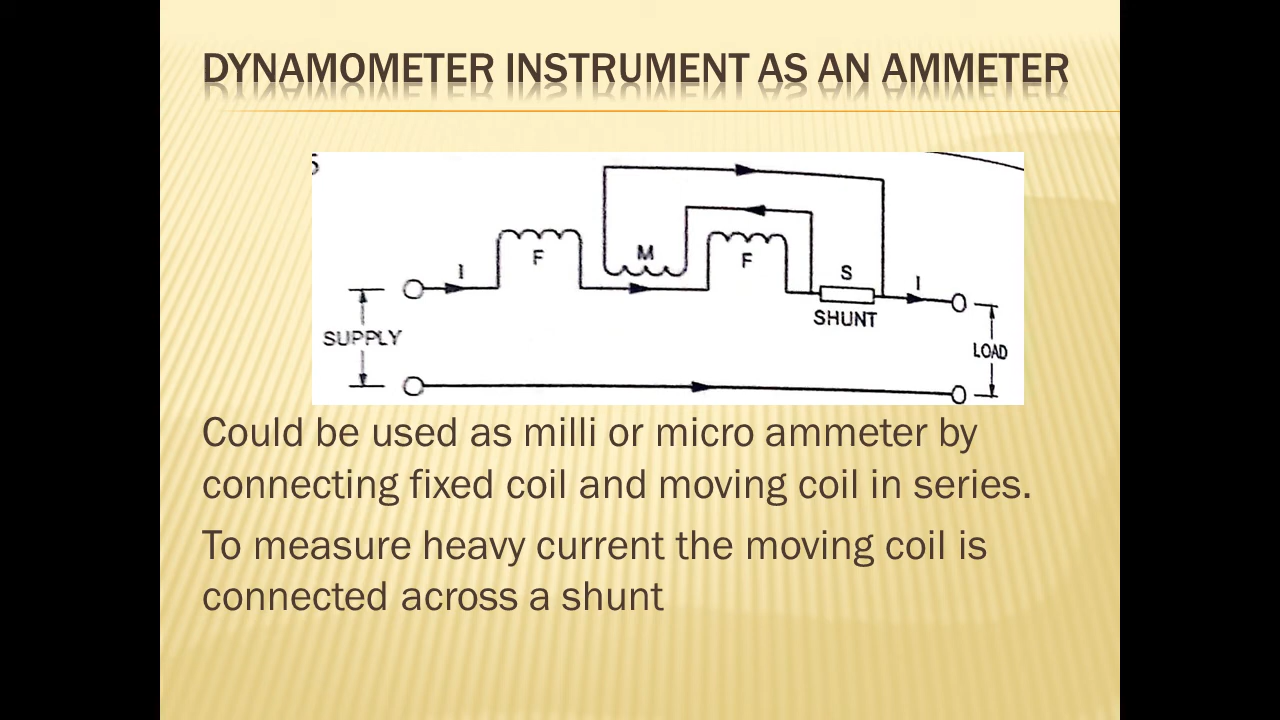 DYNAMOMETER INSTRUMENT AS AN AMMETER
M
F
F
I
S
I
SHUNT
SUPPLY
LOAD
Could be used as milli or micro ammeter by
connecting fixed coil and moving coil in series.
To measure heavy current the moving coil is
connected across a shunt